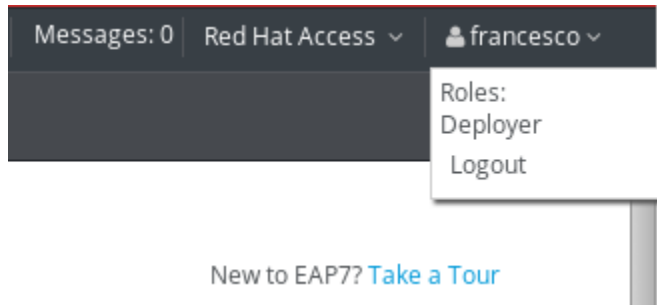 Messages: 0 Red Hat Access francesco
Roles:
Deployer
Logout
New to EAP7? Take a Tour